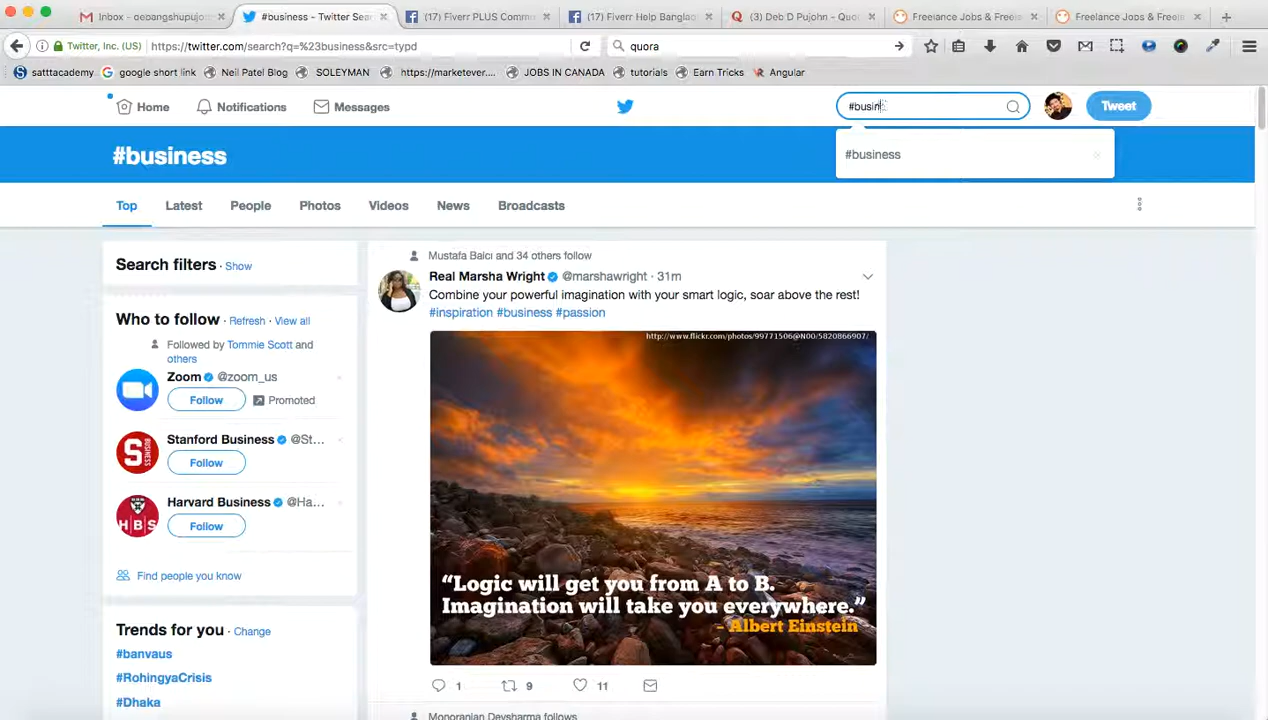 Inbox - debangshupujo
#business - Twitter Sea
(17) Fiverr PLUS Comm
(17) Fiverr Help Banglad
(3) Deb D Pujohn - Quo
Freelance Jobs & Freel
Freelance Jobs & Freel
Twitter, Inc. (US)
https://twitter.com/search?q=%23business&src=typd
quora
satttacademy
google short link
Neil Patel Blog
SOLEYMAN
https://marketever...
JOBS IN CANADA
tutorials
Earn Tricks
Angular
Home
Notifications
Messages
#busin
Tweet
#business
#business
Top
Latest
People
Photos
Videos
News
Broadcasts
Search filters · Show
Who to follow · Refresh · View all
Followed by Tommie Scott and
others
Zoom @zoom_us
Follow
Promoted
Stanford Business @St...
Follow
Harvard Business @Ha...
Follow
Find people you know
Trends for you · Change
#banvaus
#RohingyaCrisis
#Dhaka
Mustafa Balcı and 34 others follow
Real Marsha Wright @marshawright · 31m
Combine your powerful imagination with your smart logic, soar above the rest!
#inspiration #business #passion
http://www.flickr.com/photos/99771506@N00/5820866907/
“Logic will get you from A to B.
Imagination will take you everywhere.”
- Albert Einstein
1
9
11
Monoranjan Devsharma follows